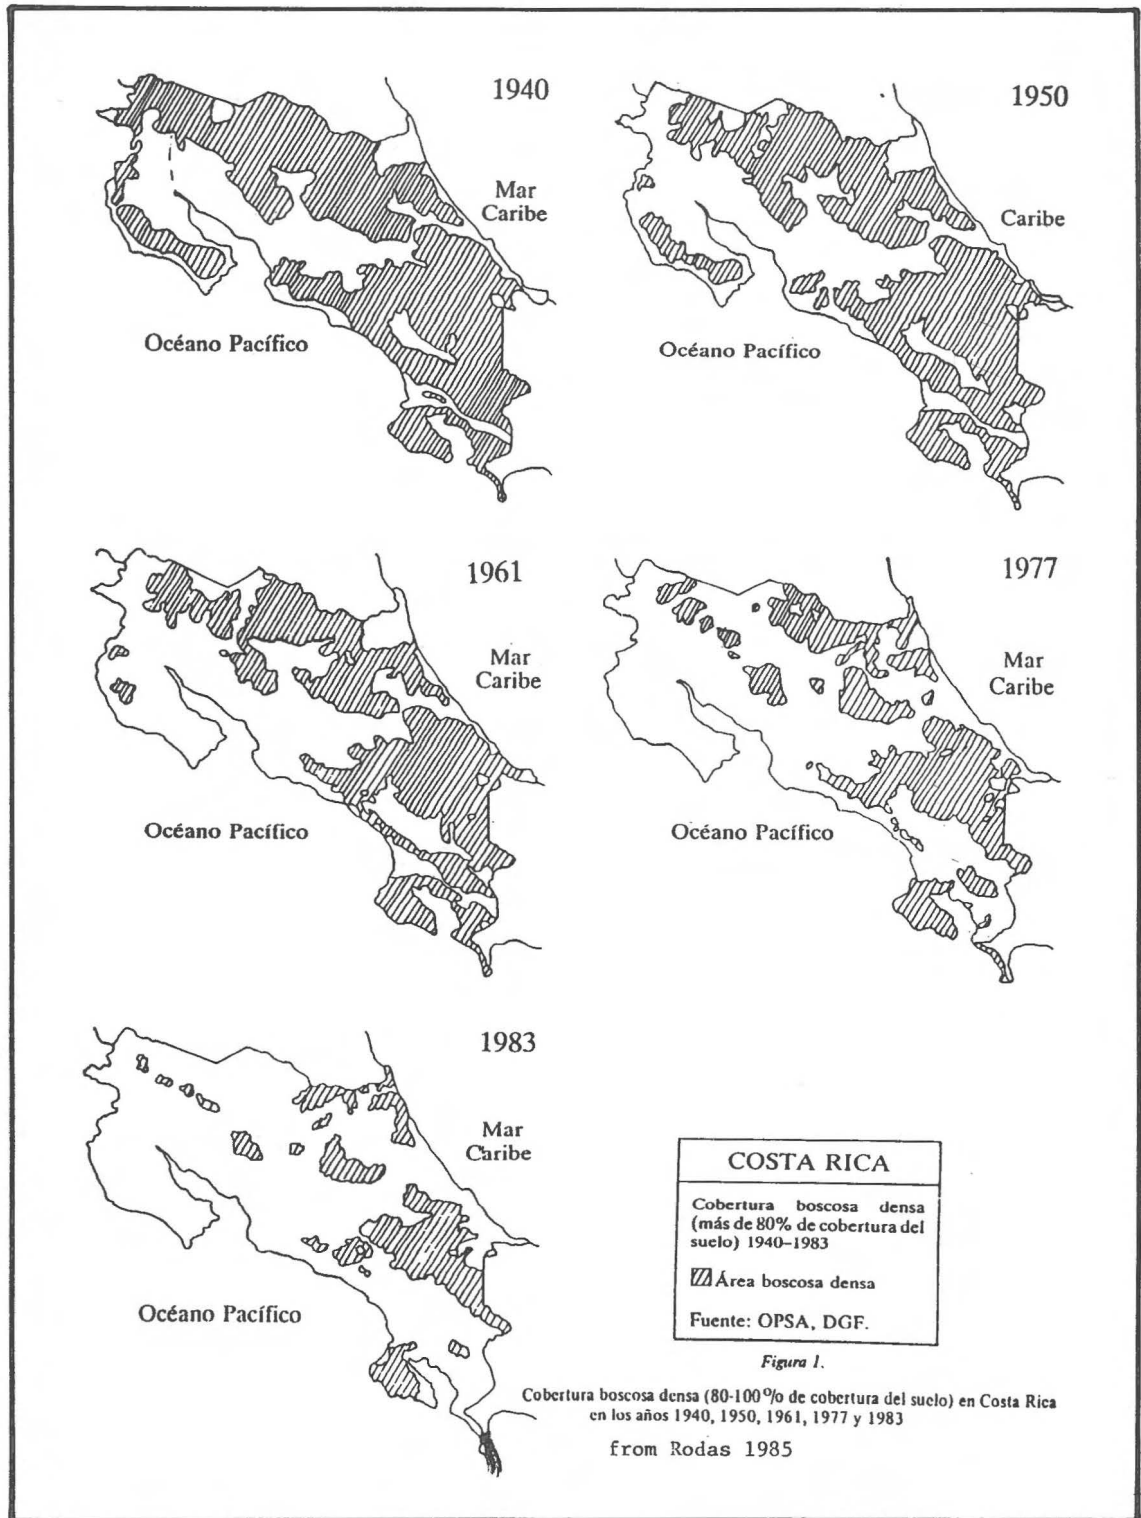 1940
Mar
Caribe
Océano Pacífico
1950
Caribe
Océano Pacífico
1961
Mar
Caribe
Océano Pacífico
1977
Mar
Caribe
Océano Pacífico
1983
Mar
Caribe
Océano Pacífico
COSTA RICA
Cobertura boscosa densa
(más de 80% de cobertura del
suelo) 1940–1983
Área boscosa densa
Fuente: OPSA, DGF.
Figura 1.
Cobertura boscosa densa (80-100% de cobertura del suelo) en Costa Rica
en los años 1940, 1950, 1961, 1977 y 1983
from Rodas 1985